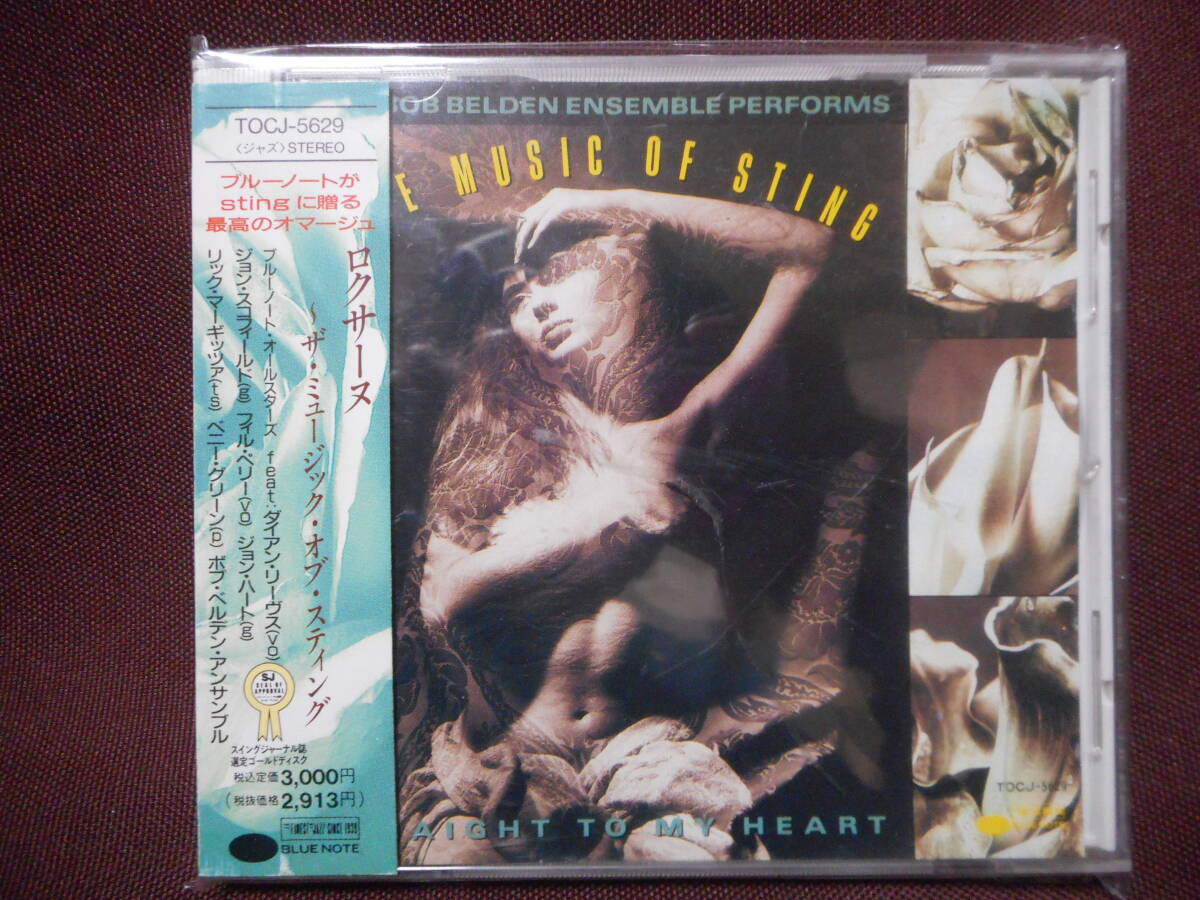 TOCJ-5629
〈ジャズ〉STEREO
ブルーノートが
stingに贈る
最高のオマージュ
ロクサーヌ
〜ザ・ミュージック・オブ・スティング
ブルーノート・オールスターズ feat.:ダイアン・リーヴス(vo)
ジョン・スコフィールド(g) フィル・ペリー(vo) ジョン・ハート(g)
リック・マーギッツァ(ts) ベニー・グリーン(p) ボブ・ベルデン・アンサンブル
SJ
SEAL OF
APPROVAL
スイングジャーナル誌
選定ゴールドディスク
税込定価3,000円
(税抜価格2,913円)
THE FINEST IN JAZZ SINCE 1939
BLUE NOTE
BOB BELDEN ENSEMBLE PERFORMS
E MUSIC OF STING
AIGHT TO MY HEART
TOCJ-5629